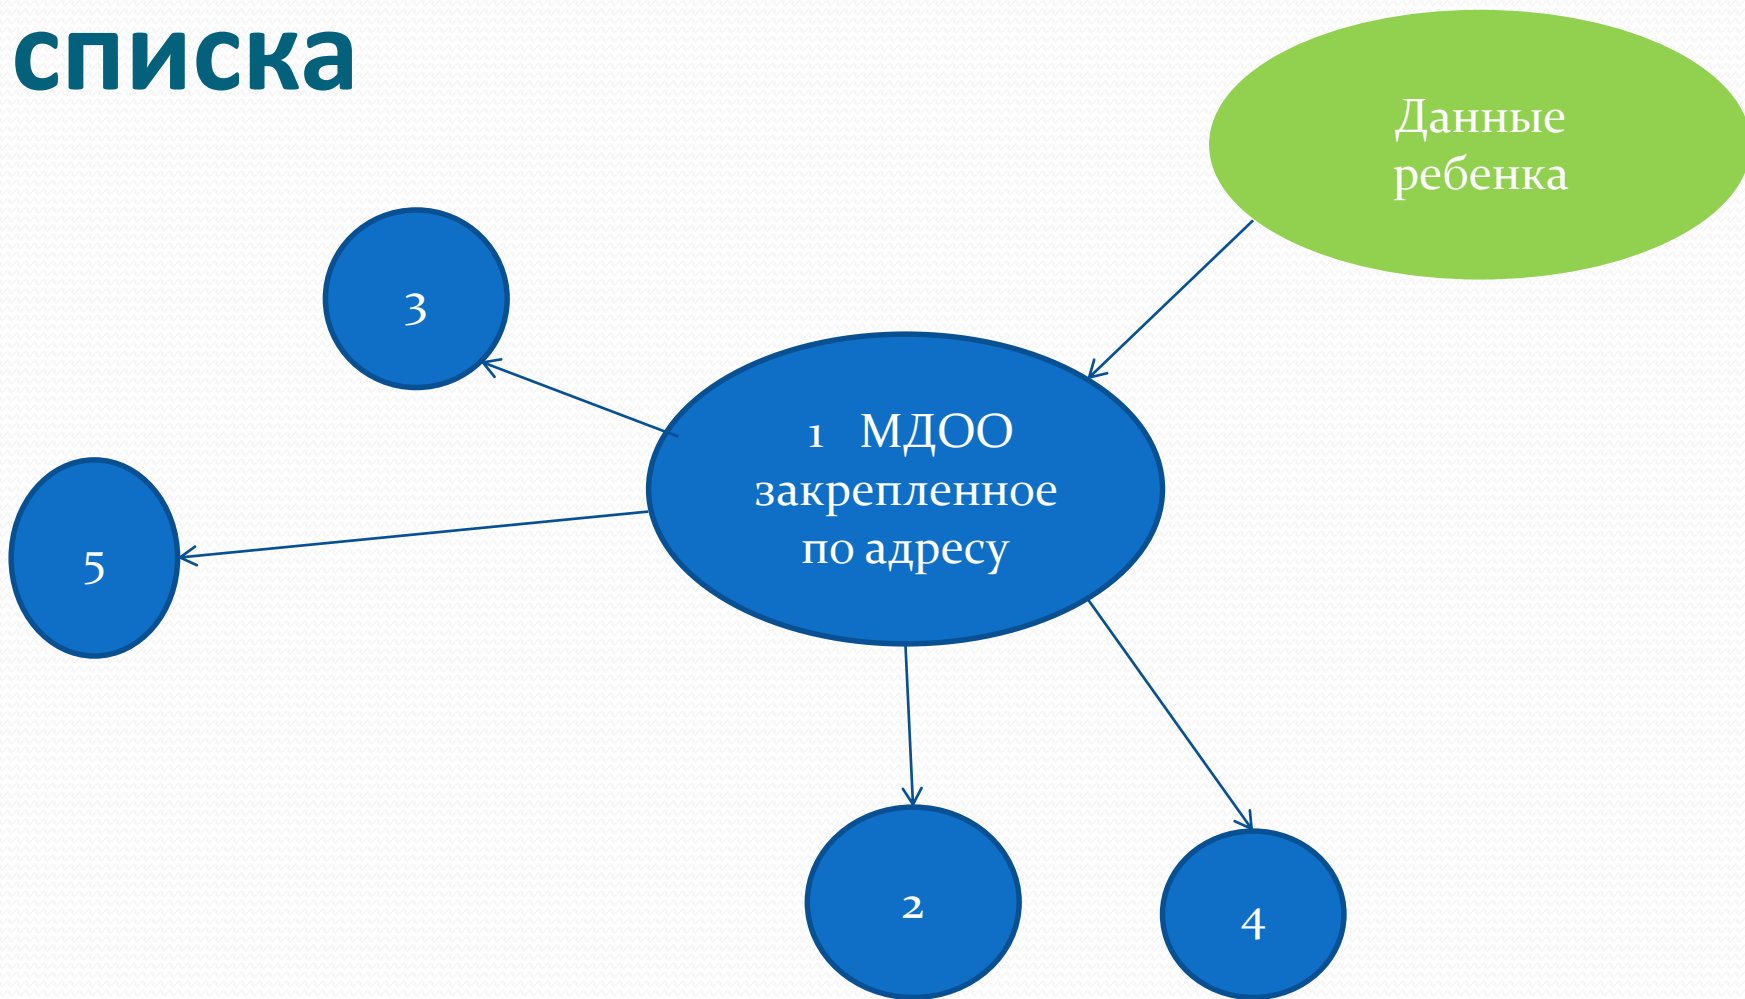 списка
Данные
ребенка
3
1 МДОО
закрепленное
по адресу
5
2
4